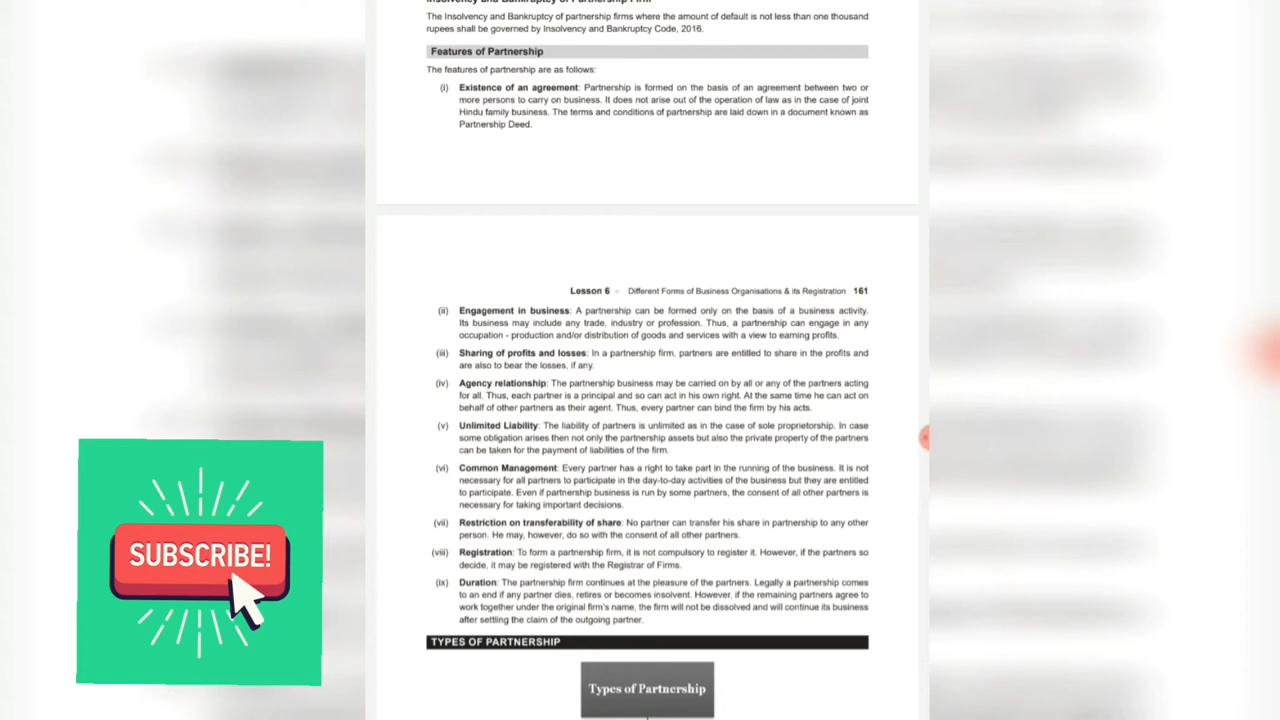 Insolvency and Bankruptcy of Partnership Firm
The Insolvency and Bankruptcy of partnership firms where the amount of default is not less than one thousand
rupees shall be governed by Insolvency and Bankruptcy Code, 2016.
Features of Partnership
The features of partnership are as follows:
(i) Existence of an agreement: Partnership is formed on the basis of an agreement between two or
more persons to carry on business. It does not arise out of the operation of law as in the case of joint
Hindu family business. The terms and conditions of partnership are laid down in a document known as
Partnership Deed.
Lesson 6 Different Forms of Business Organisations & its Registration 161
(ii) Engagement in business: A partnership can be formed only on the basis of a business activity.
Its business may include any trade, industry or profession. Thus, a partnership can engage in any
occupation - production and/or distribution of goods and services with a view to earning profits.
(iii) Sharing of profits and losses: In a partnership firm, partners are entitled to share in the profits and
are also to bear the losses, if any.
(iv) Agency relationship: The partnership business may be carried on by all or any of the partners acting
for all. Thus, each partner is a principal and so can act in his own right. At the same time he can act on
behalf of other partners as their agent. Thus, every partner can bind the firm by his acts.
(v) Unlimited Liability: The liability of partners is unlimited as in the case of sole proprietorship. In case
some obligation arises then not only the partnership assets but also the private property of the partners
can be taken for the payment of liabilities of the firm.
(vi) Common Management: Every partner has a right to take part in the running of the business. It is not
necessary for all partners to participate in the day-to-day activities of the business but they are entitled
to participate. Even if partnership business is run by some partners, the consent of all other partners is
necessary for taking important decisions.
(vii) Restriction on transferability of share: No partner can transfer his share in partnership to any other
person. He may, however, do so with the consent of all other partners.
(viii) Registration: To form a partnership firm, it is not compulsory to register it. However, if the partners so
decide, it may be registered with the Registrar of Firms.
(ix) Duration: The partnership firm continues at the pleasure of the partners. Legally a partnership comes
to an end if any partner dies, retires or becomes insolvent. However, if the remaining partners agree to
work together under the original firm's name, the firm will not be dissolved and will continue its business
after settling the claim of the outgoing partner.
TYPES OF PARTNERSHIP
Types of Partnership
SUBSCRIBE!